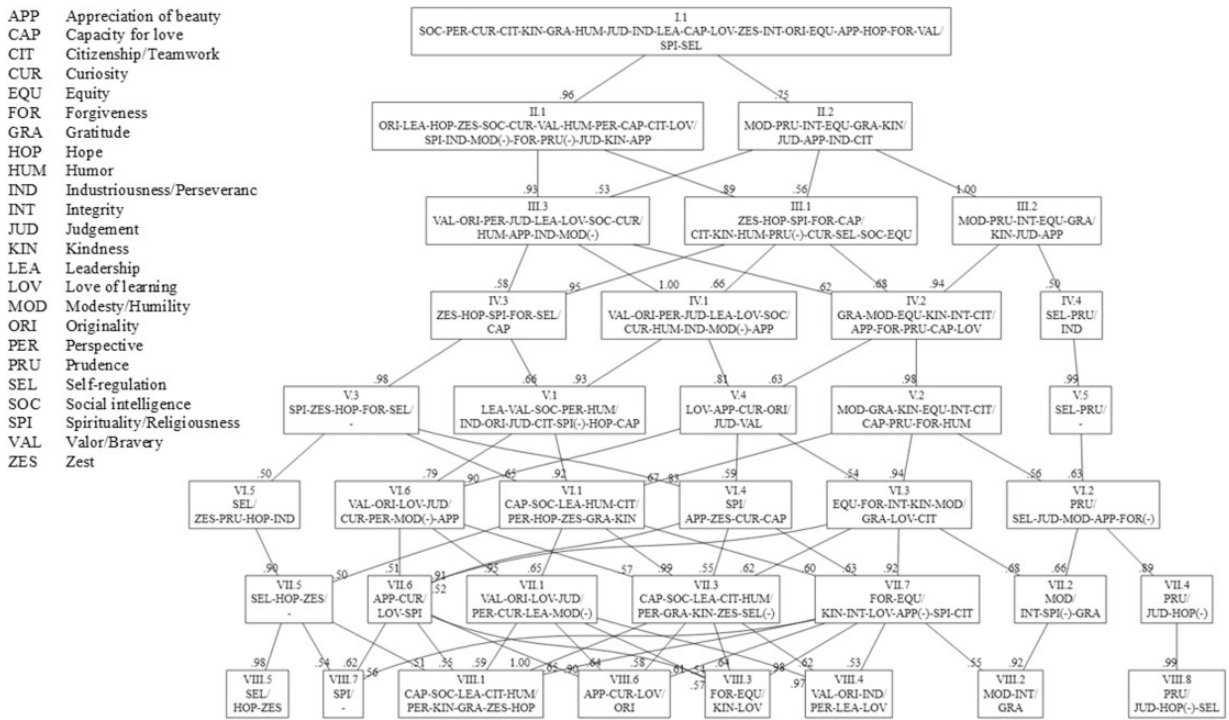 APP Appreciation of beauty
CAP Capacity for love
CIT Citizenship/Teamwork
CUR Curiosity
EQU Equity
FOR Forgiveness
GRA Gratitude
HOP Hope
HUM Humor
IND Industriousness/Perseveranc
INT Integrity
JUD Judgement
KIN Kindness
LEA Leadership
LOV Love of learning
MOD Modesty/Humility
ORI Originality
PER Perspective
PRU Prudence
SEL Self-regulation
SOC Social intelligence
SPI Spirituality/Religiousness
VAL Valor/Bravery
ZES Zest
I.1
SOC-PER-CUR-CIT-KIN-GRA-HUM-JUD-IND-LEA-CAP-LOV-ZES-INT-ORI-EQU-APP-HOP-FOR-VAL/
SPI-SEL
.96 .75
II.1
ORI-LEA-HOP-ZES-SOC-CUR-VAL-HUM-PER-CAP-CIT-LOV/
SPI-IND-MOD(-)-FOR-PRU(-)-JUD-KIN-APP
II.2
MOD-PRU-INT-EQU-GRA-KIN/
JUD-APP-IND-CIT
.93 .53 .89 .56 1.00
III.3
VAL-ORI-PER-JUD-LEA-LOV-SOC-CUR/
HUM-APP-IND-MOD(-)
III.1
ZES-HOP-SPI-FOR-CAP/
CIT-KIN-HUM-PRU(-)-CUR-SEL-SOC-EQU
III.2
MOD-PRU-INT-EQU-GRA/
KIN-JUD-APP
.58 .95 1.00 .66 .62 .68 .94 .50
IV.3
ZES-HOP-SPI-FOR-SEL/
CAP
IV.1
VAL-ORI-PER-JUD-LEA-LOV-SOC/
CUR-HUM-IND-MOD(-)-APP
IV.2
GRA-MOD-EQU-KIN-INT-CIT/
APP-FOR-PRU-CAP-LOV
IV.4
SEL-PRU/
IND
.98 .66 .93 .81 .63 .98 .99
V.3
SPI-ZES-HOP-FOR-SEL/
-
V.1
LEA-VAL-SOC-PER-HUM/
IND-ORI-JUD-CIT-SPI(-)-HOP-CAP
V.4
LOV-APP-CUR-ORI/
JUD-VAL
V.2
MOD-GRA-KIN-EQU-INT-CIT/
CAP-PRU-FOR-HUM
V.5
SEL-PRU/
-
.50 .79 .90 .65 .92 .67 .83 .59 .54 .94 .56 .63
VI.5
SEL/
ZES-PRU-HOP-IND
VI.6
VAL-ORI-LOV-JUD/
CUR-PER-MOD(-)-APP
VI.1
CAP-SOC-LEA-HUM-CIT/
PER-HOP-ZES-GRA-KIN
VI.4
SPI/
APP-ZES-CUR-CAP
VI.3
EQU-FOR-INT-KIN-MOD/
GRA-LOV-CIT
VI.2
PRU/
SEL-JUD-MOD-APP-FOR(-)
.90 .50 .51 .91 .52 .95 .65 .57 .99 .55 .62 .60 .63 .92 .68 .66 .89
VII.5
SEL-HOP-ZES/
-
VII.6
APP-CUR/
LOV-SPI
VII.1
VAL-ORI-LOV-JUD/
PER-CUR-LEA-MOD(-)
VII.3
CAP-SOC-LEA-CIT-HUM/
PER-GRA-KIN-ZES-SEL(-)
VII.7
FOR-EQU/
KIN-INT-LOV-APP(-)-SPI-CIT
VII.2
MOD/
INT-SPI(-)-GRA
VII.4
PRU/
JUD-HOP(-)
.98 .54 .62 .56 .51 .55 .59 1.00 .65 .90 .64 .58 .61 .54 .57 .64 .98 .62 .97 .53 .55 .92 .99
VIII.5
SEL/
HOP-ZES
VIII.7
SPI/
-
VIII.1
CAP-SOC-LEA-CIT-HUM/
PER-KIN-GRA-ZES-HOP
VIII.6
APP-CUR-LOV/
ORI
VIII.3
FOR-EQU/
KIN-LOV
VIII.4
VAL-ORI-IND/
PER-LEA-LOV
VIII.2
MOD-INT/
GRA
VIII.8
PRU/
JUD-HOP(-)-SEL